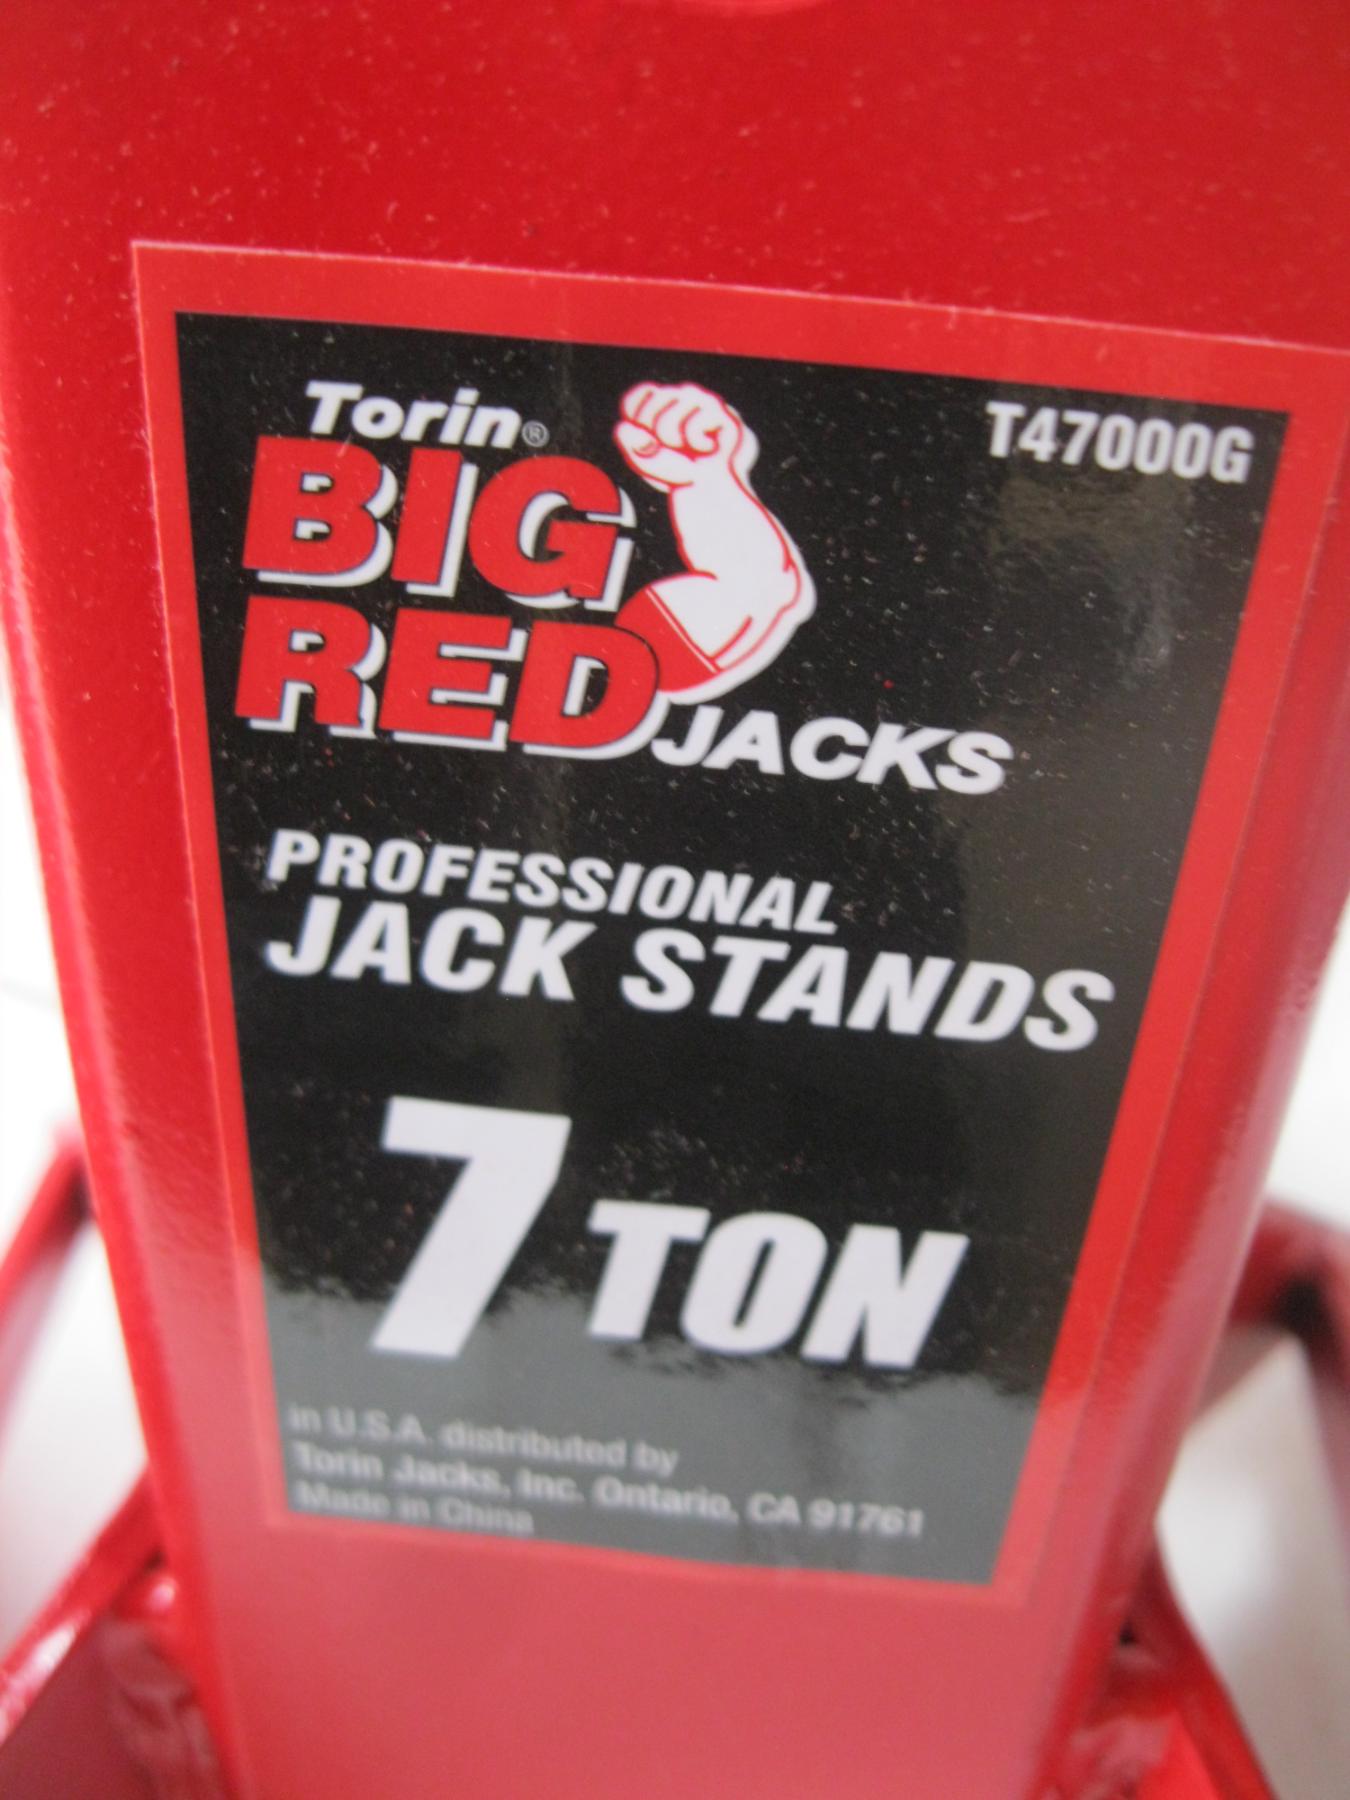 Torin®
T47000G
BIG
RED JACKS
PROFESSIONAL
JACK STANDS
7 TON
in U.S.A. distributed by
Torin Jacks, Inc. Ontario, CA 91761
Made in China